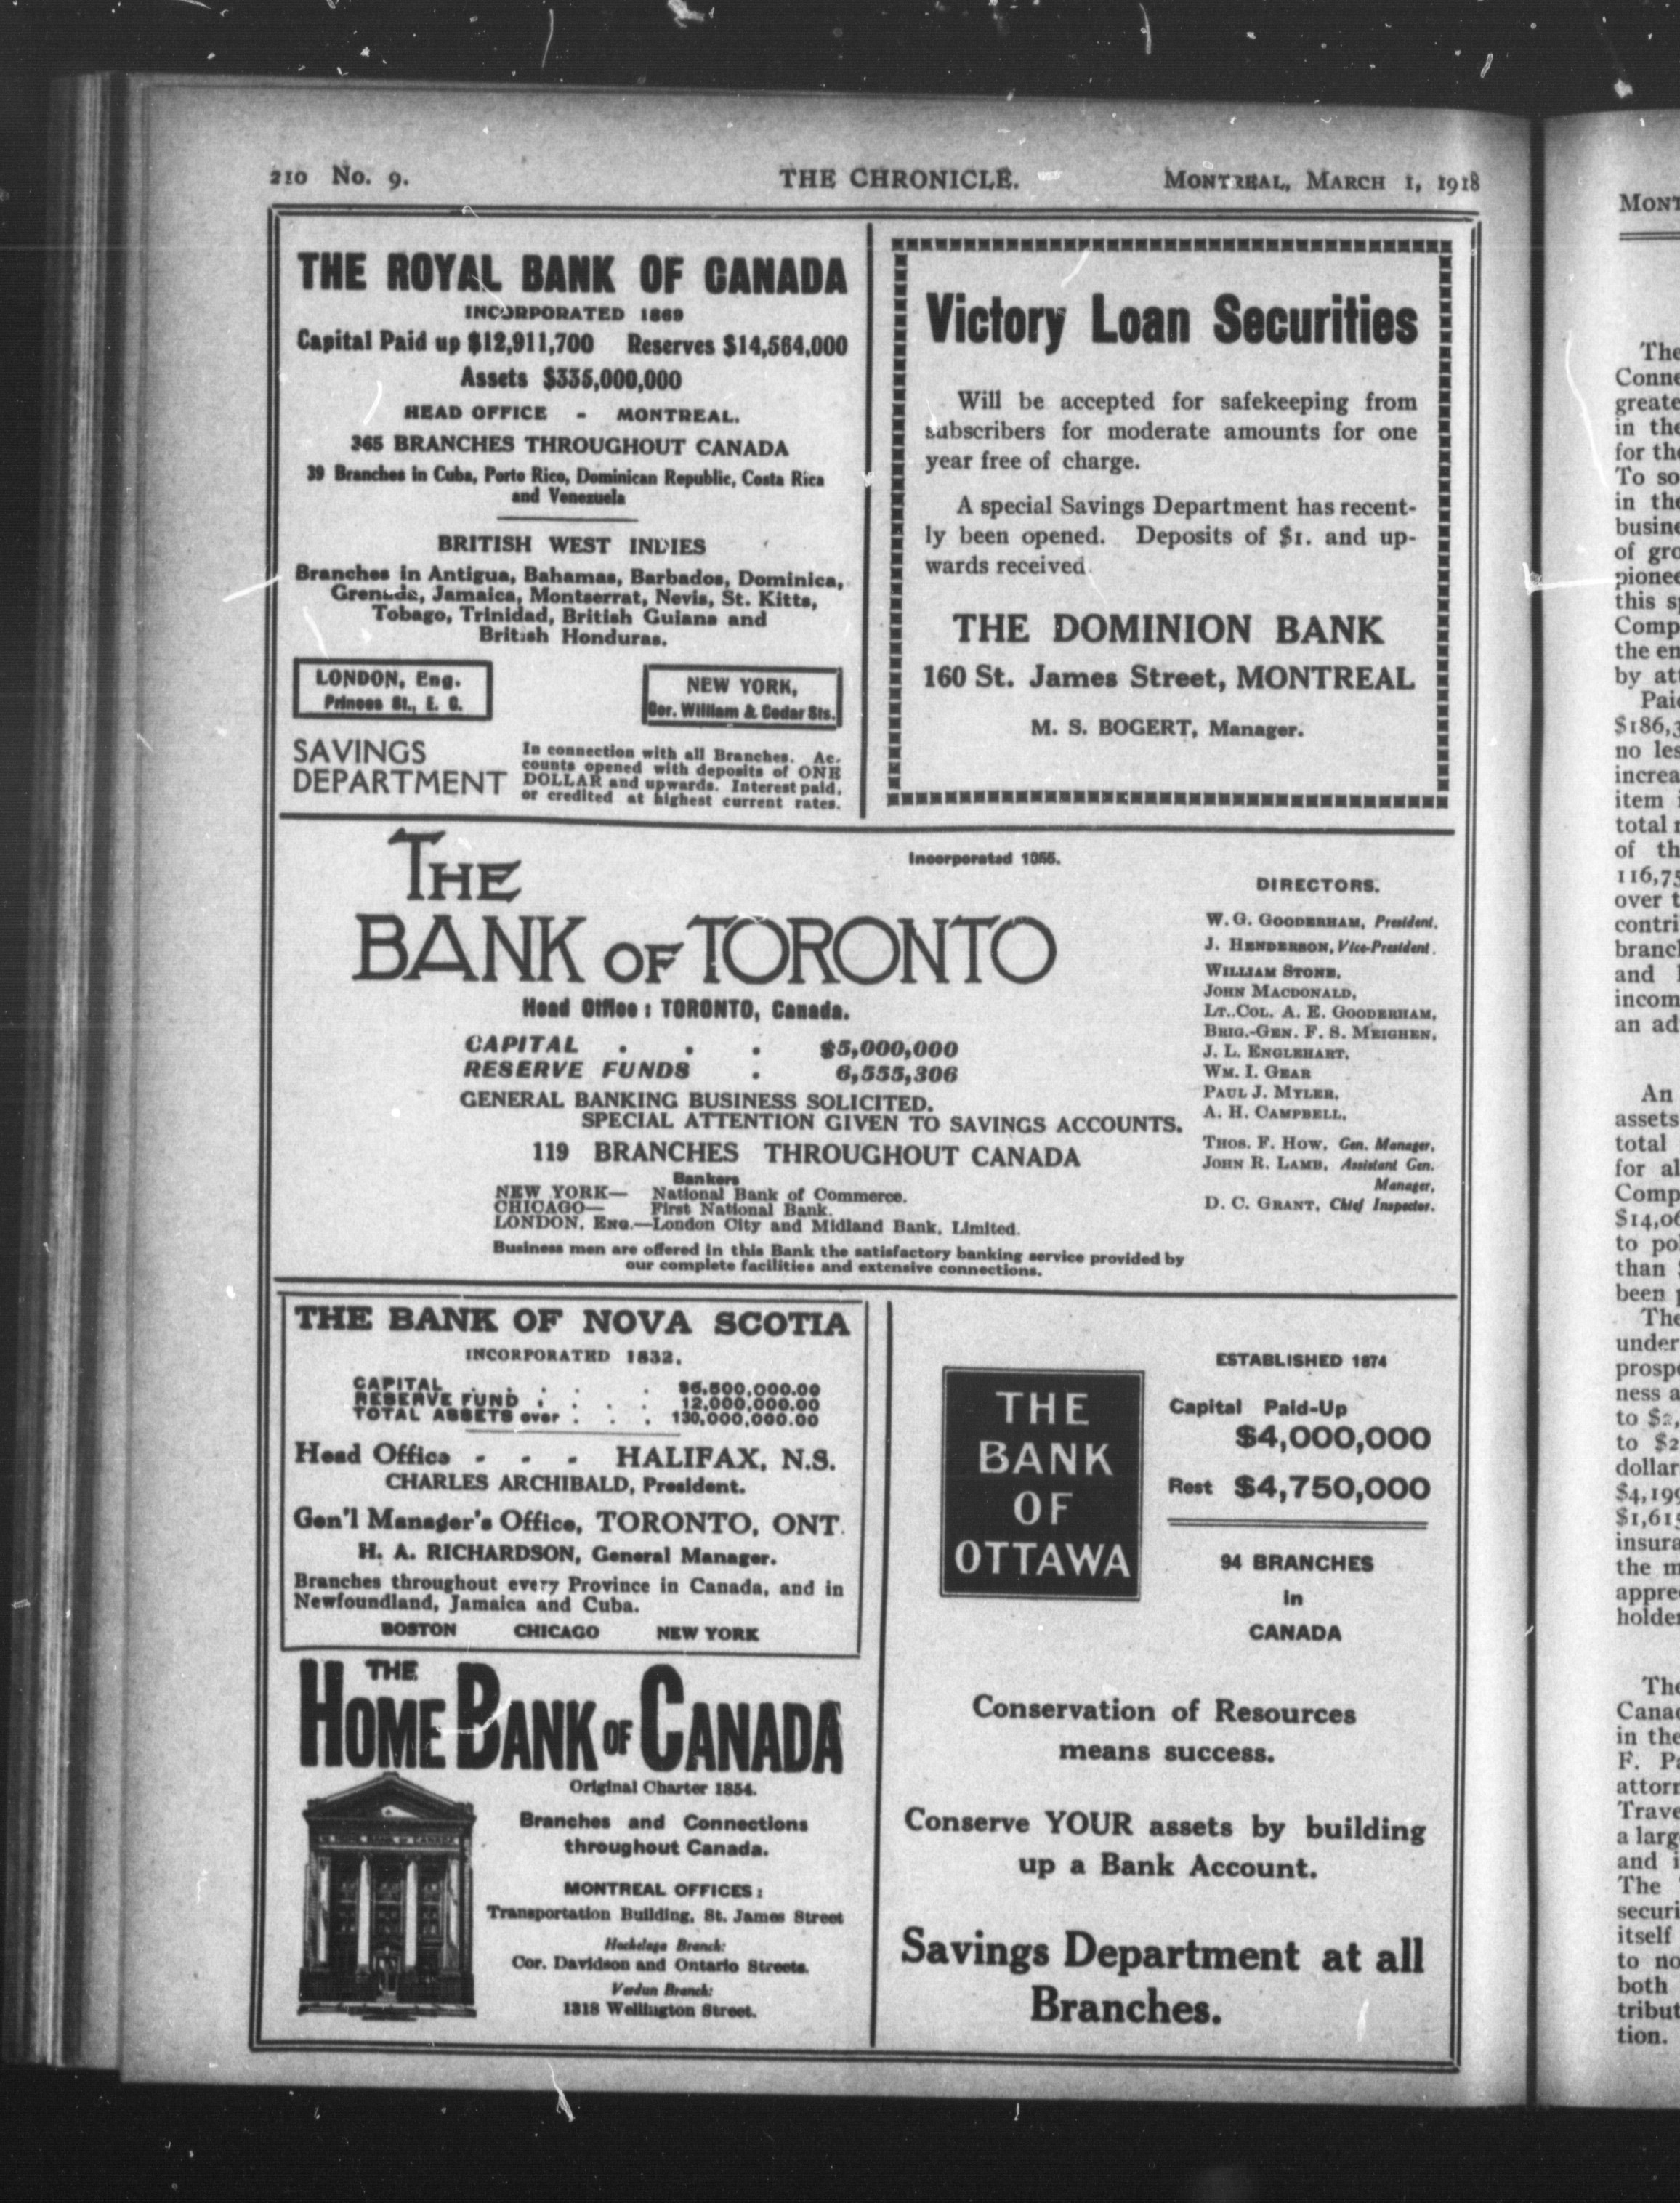 210 No. 9. THE CHRONICLE. MONTREAL, MARCH 1, 1918
THE ROYAL BANK OF CANADA
INCORPORATED 1869
Capital Paid up $12,911,700 Reserves $14,564,000
Assets $335,000,000
HEAD OFFICE - MONTREAL.
365 BRANCHES THROUGHOUT CANADA
39 Branches in Cuba, Porto Rico, Dominican Republic, Costa Rica
and Venezuela
BRITISH WEST INDIES
Branches in Antigua, Bahamas, Barbados, Dominica,
Grenada, Jamaica, Montserrat, Nevis, St. Kitts,
Tobago, Trinidad, British Guiana and
British Honduras.
LONDON, Eng.
Princes St., E. C.
NEW YORK,
Cor. William & Cedar Sts.
SAVINGS
DEPARTMENT
In connection with all Branches. Ac-
counts opened with deposits of ONE
DOLLAR and upwards. Interest paid,
or credited at highest current rates.
Victory Loan Securities
Will be accepted for safekeeping from
subscribers for moderate amounts for one
year free of charge.
A special Savings Department has recent-
ly been opened. Deposits of $1. and up-
wards received.
THE DOMINION BANK
160 St. James Street, MONTREAL
M. S. BOGERT, Manager.
THE
BANK OF TORONTO
Incorporated 1855.
Head Office : TORONTO, Canada.
CAPITAL . . . $5,000,000
RESERVE FUNDS . 6,555,306
GENERAL BANKING BUSINESS SOLICITED.
SPECIAL ATTENTION GIVEN TO SAVINGS ACCOUNTS.
119 BRANCHES THROUGHOUT CANADA
Bankers
NEW YORK— National Bank of Commerce.
CHICAGO— First National Bank.
LONDON, ENG.—London City and Midland Bank, Limited.
Business men are offered in this Bank the satisfactory banking service provided by
our complete facilities and extensive connections.
DIRECTORS.
W. G. GOODERHAM, President.
J. HENDERSON, Vice-President.
WILLIAM STONE,
JOHN MACDONALD,
LT.-COL. A. E. GOODERHAM,
BRIG.-GEN. F. S. MEIGHEN,
J. L. ENGLEHART,
WM. I. GEAR
PAUL J. MYLER,
A. H. CAMPBELL,
THOS. F. HOW, Gen. Manager,
JOHN R. LAMB, Assistant Gen.
Manager,
D. C. GRANT, Chief Inspector.
THE BANK OF NOVA SCOTIA
INCORPORATED 1832.
CAPITAL . . . . . $6,500,000.00
RESERVE FUND . . . . 12,000,000.00
TOTAL ASSETS over . . . 130,000,000.00
Head Office - - - HALIFAX, N.S.
CHARLES ARCHIBALD, President.
Gen'l Manager's Office, TORONTO, ONT.
H. A. RICHARDSON, General Manager.
Branches throughout every Province in Canada, and in
Newfoundland, Jamaica and Cuba.
BOSTON CHICAGO NEW YORK
THE
HOME BANK OF CANADA
Original Charter 1854.
Branches and Connections
throughout Canada.
MONTREAL OFFICES :
Transportation Building, St. James Street
Hochelaga Branch:
Cor. Davidson and Ontario Streets.
Verdun Branch:
1318 Wellington Street.
THE
BANK
OF
OTTAWA
ESTABLISHED 1874
Capital Paid-Up
$4,000,000
Rest $4,750,000
94 BRANCHES
in
CANADA
Conservation of Resources
means success.
Conserve YOUR assets by building
up a Bank Account.
Savings Department at all
Branches.